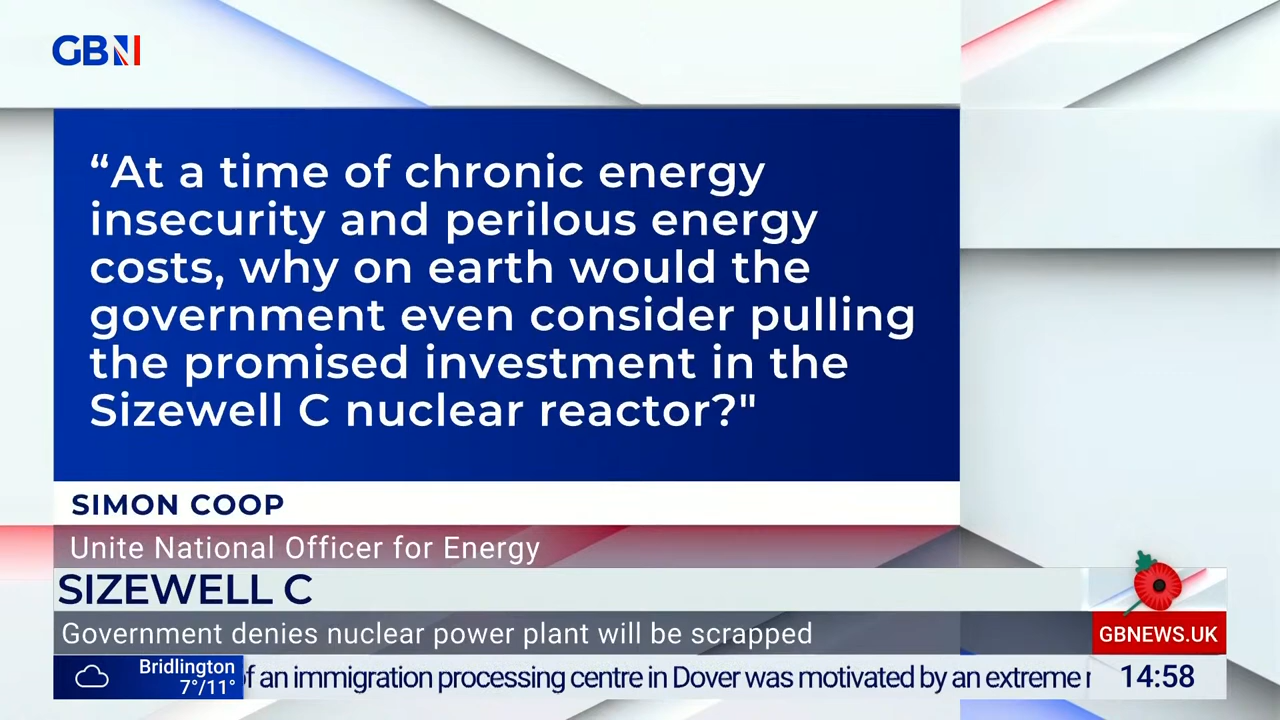 GBN
“At a time of chronic energy
insecurity and perilous energy
costs, why on earth would the
government even consider pulling
the promised investment in the
Sizewell C nuclear reactor?"
SIMON COOP
Unite National Officer for Energy
SIZEWELL C
Government denies nuclear power plant will be scrapped
GBNEWS.UK
Bridlington
7°/11°
of an immigration processing centre in Dover was motivated by an extreme
14:58